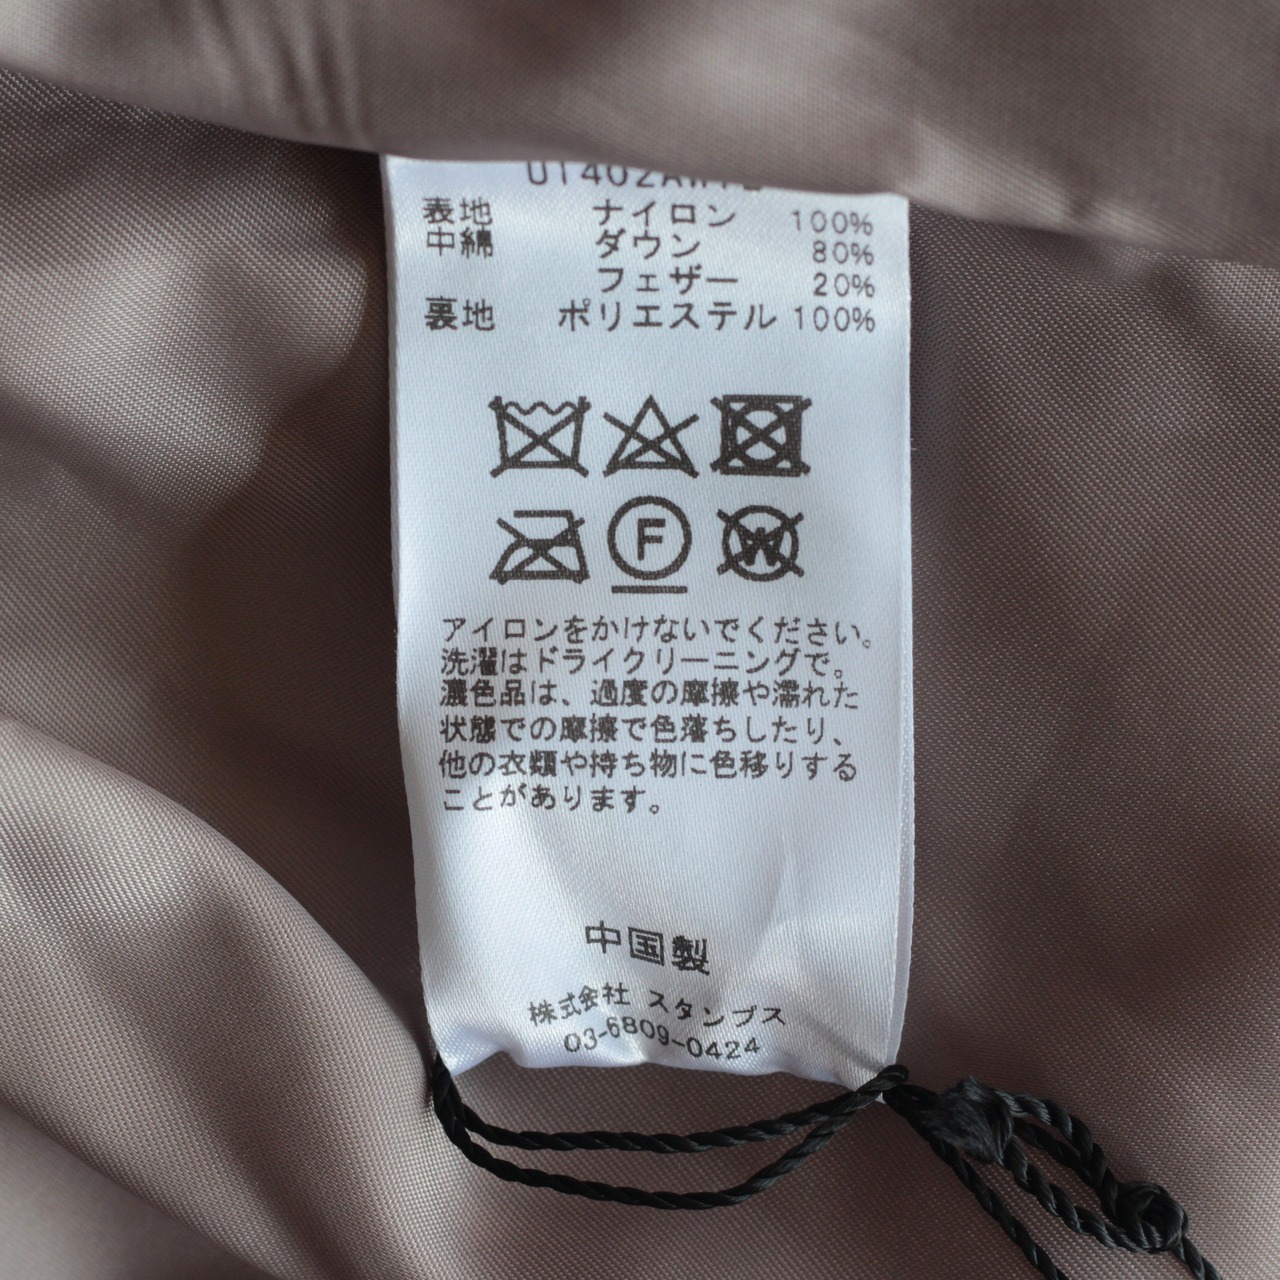 表地 ナイロン 100%
中綿 ダウン 80%
フェザー 20%
裏地 ポリエステル 100%
F
W
アイロンをかけないでください。
洗濯はドライクリーニングで。
濃色品は、過度の摩擦や濡れた
状態での摩擦で色落ちしたり、
他の衣類や持ち物に色移りする
ことがあります。
中国製
株式会社 スタンプス
03-6809-0424